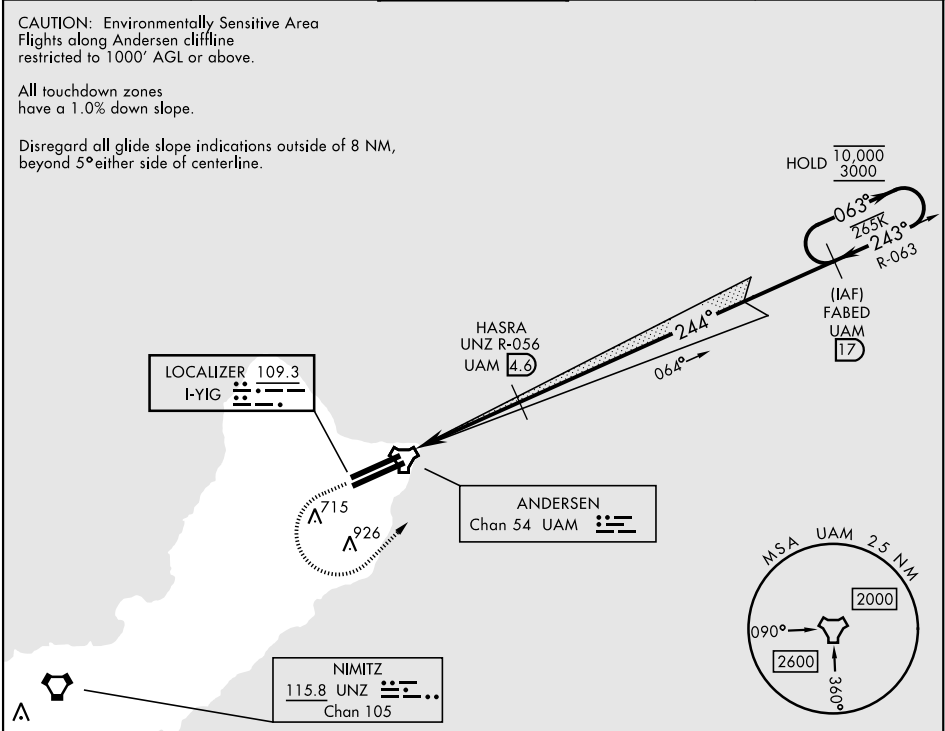 CAUTION: Environmentally Sensitive Area
Flights along Andersen cliffline
restricted to 1000' AGL or above.
All touchdown zones
have a 1.0% down slope.
Disregard all glide slope indications outside of 8 NM,
beyond 5° either side of centerline.
HOLD 10,000
3000
063°
265K
243°
R-063
(IAF)
FABED
UAM
17
HASRA
UNZ R-056
UAM 4.6
244°
064°
LOCALIZER 109.3
I-YIG
715
926
ANDERSEN
Chan 54 UAM
MSA UAM 25 NM
2000
090°
2600
360°
NIMITZ
115.8 UNZ
Chan 105